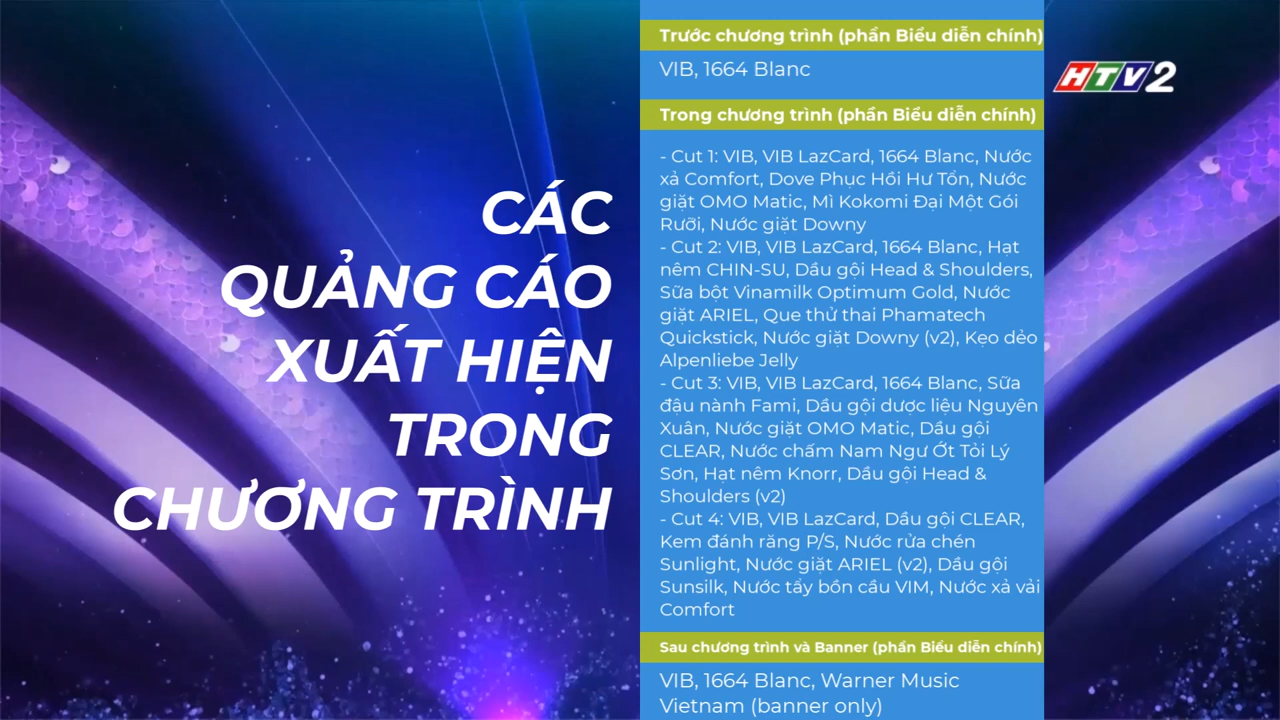 CÁC
QUẢNG CÁO
XUẤT HIỆN
TRONG
CHƯƠNG TRÌNH
Trước chương trình (phần Biểu diễn chính)
VIB, 1664 Blanc
Trong chương trình (phần Biểu diễn chính)
- Cut 1: VIB, VIB LazCard, 1664 Blanc, Nước
xả Comfort, Dove Phục Hồi Hư Tổn, Nước
giặt OMO Matic, Mì Kokomi Đại Một Gói
Rưỡi, Nước giặt Downy
- Cut 2: VIB, VIB LazCard, 1664 Blanc, Hạt
nêm CHIN-SU, Dầu gội Head & Shoulders,
Sữa bột Vinamilk Optimum Gold, Nước
giặt ARIEL, Que thử thai Phamatech
Quickstick, Nước giặt Downy (v2), Kẹo dẻo
Alpenliebe Jelly
- Cut 3: VIB, VIB LazCard, 1664 Blanc, Sữa
đậu nành Fami, Dầu gội dược liệu Nguyên
Xuân, Nước giặt OMO Matic, Dầu gội
CLEAR, Nước chấm Nam Ngư Ớt Tỏi Lý
Sơn, Hạt nêm Knorr, Dầu gội Head &
Shoulders (v2)
- Cut 4: VIB, VIB LazCard, Dầu gội CLEAR,
Kem đánh răng P/S, Nước rửa chén
Sunlight, Nước giặt ARIEL (v2), Dầu gội
Sunsilk, Nước tẩy bồn cầu VIM, Nước xả vải
Comfort
Sau chương trình và Banner (phần Biểu diễn chính)
VIB, 1664 Blanc, Warner Music
Vietnam (banner only)
HTV2